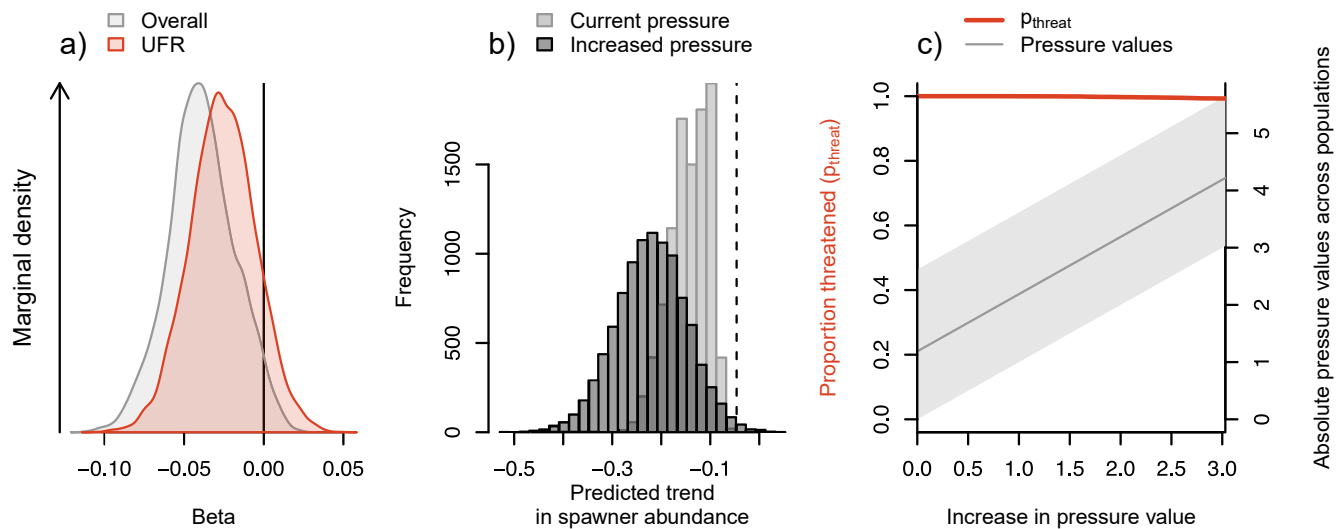 a)
Overall
UFR
Marginal density
−0.10
−0.05
0.00
0.05
Beta
b)
Current pressure
Increased pressure
Frequency
0
500
1000
1500
−0.5
−0.3
−0.1
Predicted trend
in spawner abundance
c)
pthreat
Pressure values
Proportion threatened (pthreat)
0.0
0.2
0.4
0.6
0.8
1.0
0.0
0.5
1.0
1.5
2.0
2.5
3.0
Increase in pressure value
0
1
2
3
4
5
Absolute pressure values across populations